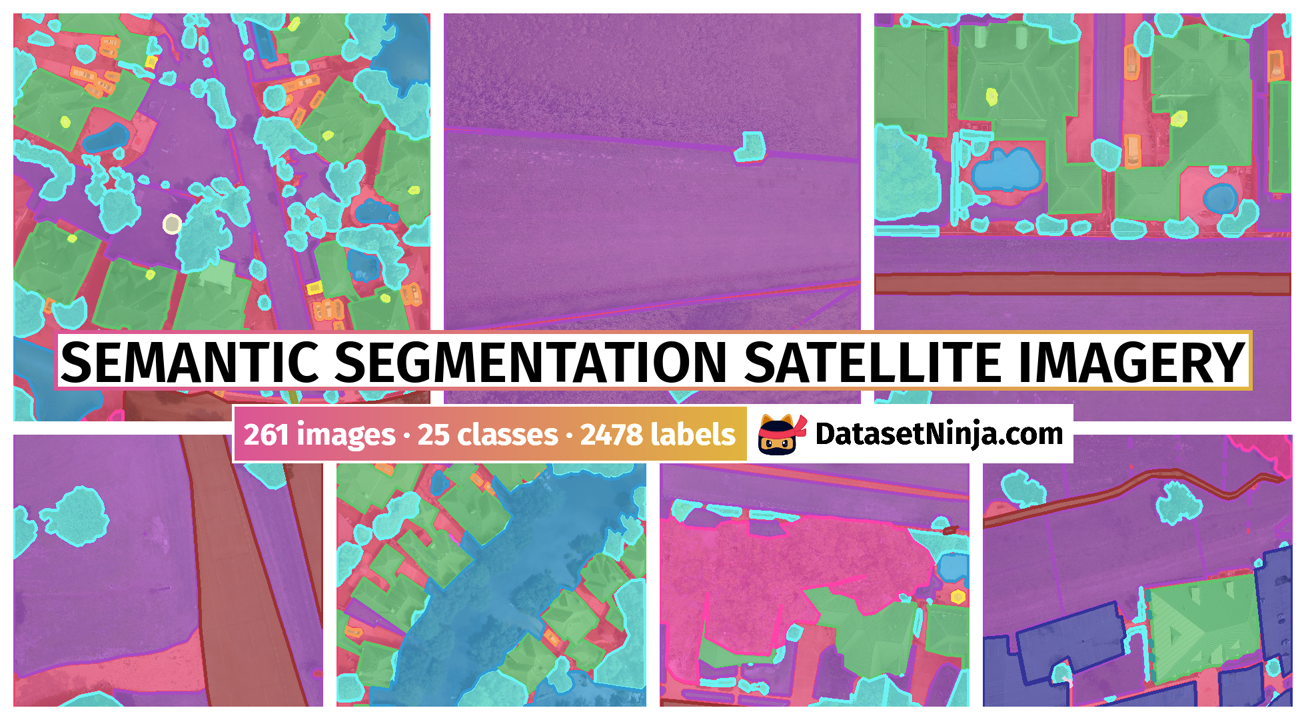 SEMANTIC SEGMENTATION SATELLITE IMAGERY
261 images · 25 classes · 2478 labels
DatasetNinja.com